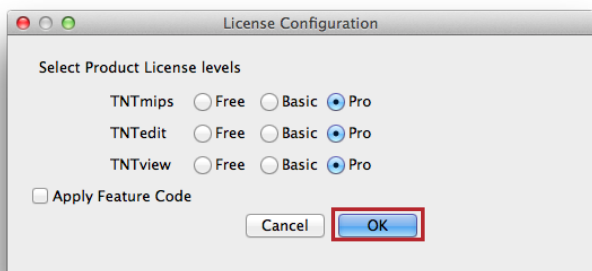 License Configuration
Select Product License levels
TNTmips Free Basic Pro
TNTedit Free Basic Pro
TNTview Free Basic Pro
Apply Feature Code
Cancel OK